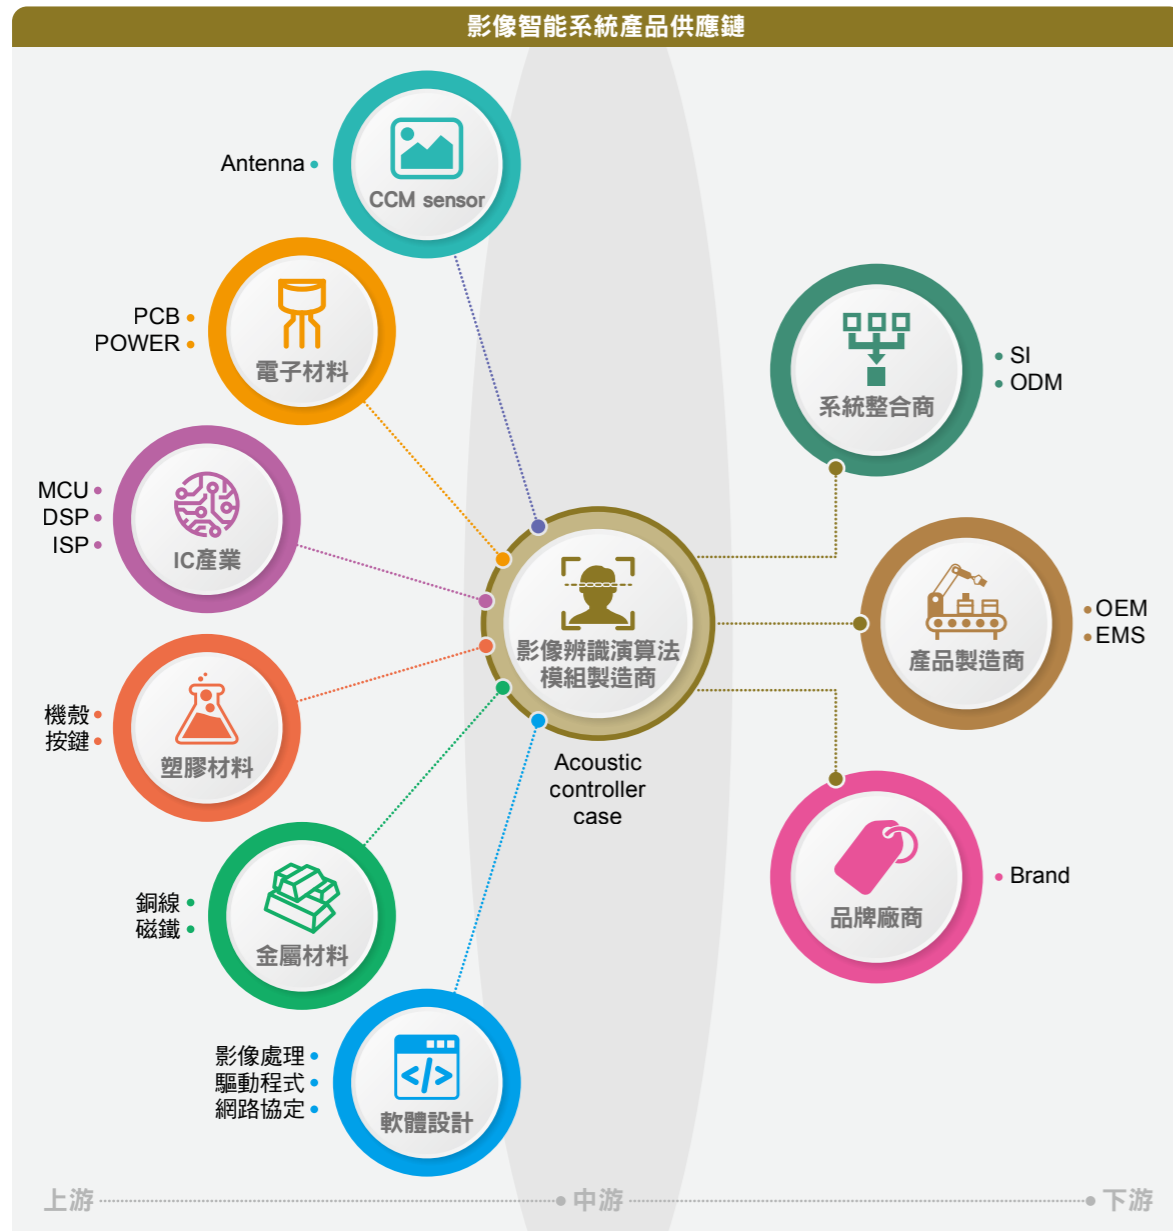 影像智能系統產品供應鏈
Antenna
CCM sensor
PCB
POWER
電子材料
MCU
DSP
ISP
IC產業
機殼
按鍵
塑膠材料
銅線
磁鐵
金屬材料
影像處理
驅動程式
網路協定
軟體設計
影像辨識演算法
模組製造商
Acoustic
controller
case
系統整合商
SI
ODM
產品製造商
OEM
EMS
品牌廠商
Brand
上游
中游
下游